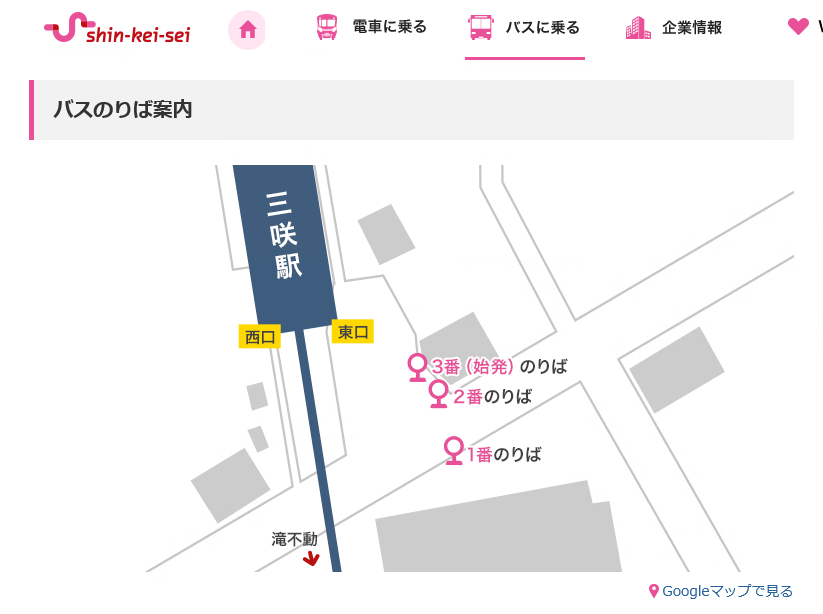 shin-kei-sei
電車に乗る
バスに乗る
企業情報
バスのりば案内
三咲駅
西口
東口
3番（始発）のりば
2番のりば
1番のりば
滝不動
Googleマップで見る